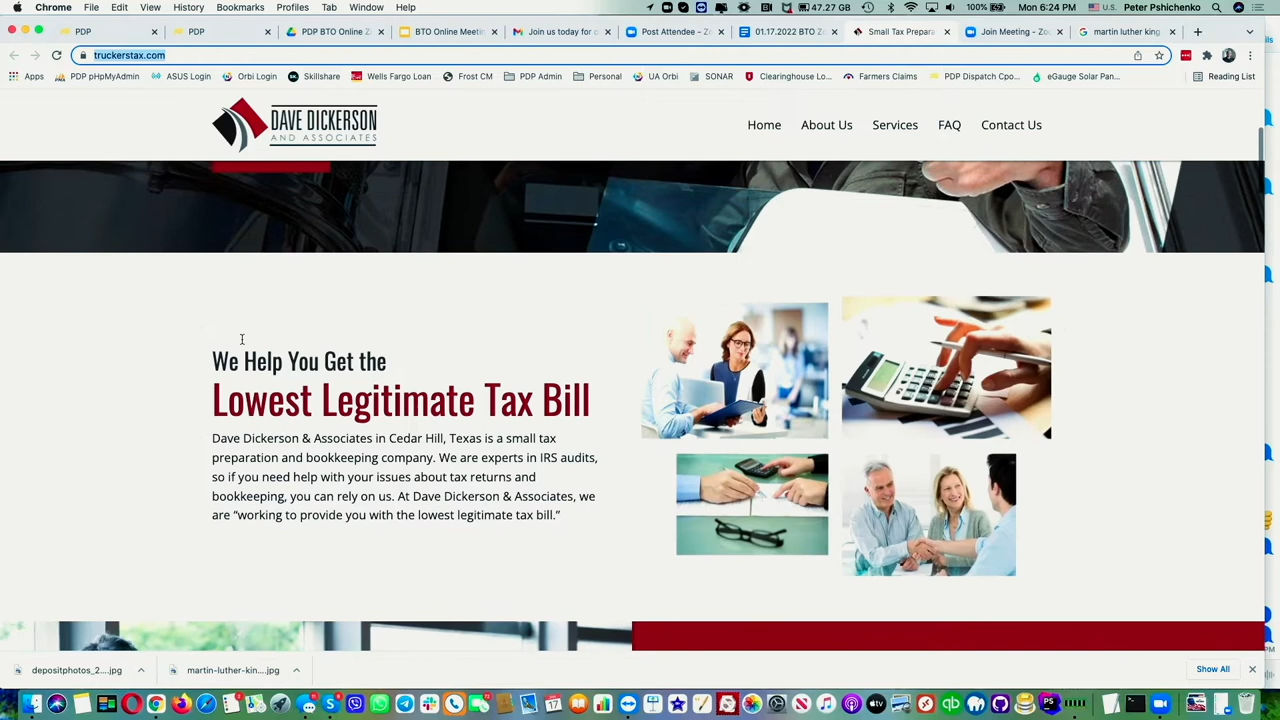 Chrome File Edit View History Bookmarks Profiles Tab Window Help 47.27 GB 100% U.S. Mon 6:24 PM Peter Pshichenko
PDP PDP PDP BTO Online Z BTO Online Meeti Join us today for o Post Attendee - Zo 01.17.2022 BTO Z Small Tax Prepara Join Meeting - Zoo martin luther king
truckerstax.com
Apps PDP pHpMyAdmin ASUS Login Orbi Login Skillshare Wells Fargo Loan Frost CM PDP Admin Personal UA Orbi SONAR Clearinghouse Lo... Farmers Claims PDP Dispatch Cpo... eGauge Solar Pan... Reading List
DAVE DICKERSON
AND ASSOCIATES
Home About Us Services FAQ Contact Us
We Help You Get the
Lowest Legitimate Tax Bill
Dave Dickerson & Associates in Cedar Hill, Texas is a small tax
preparation and bookkeeping company. We are experts in IRS audits,
so if you need help with your issues about tax returns and
bookkeeping, you can rely on us. At Dave Dickerson & Associates, we
are “working to provide you with the lowest legitimate tax bill.”
depositphotos_2....jpg martin-luther-kin....jpg Show All